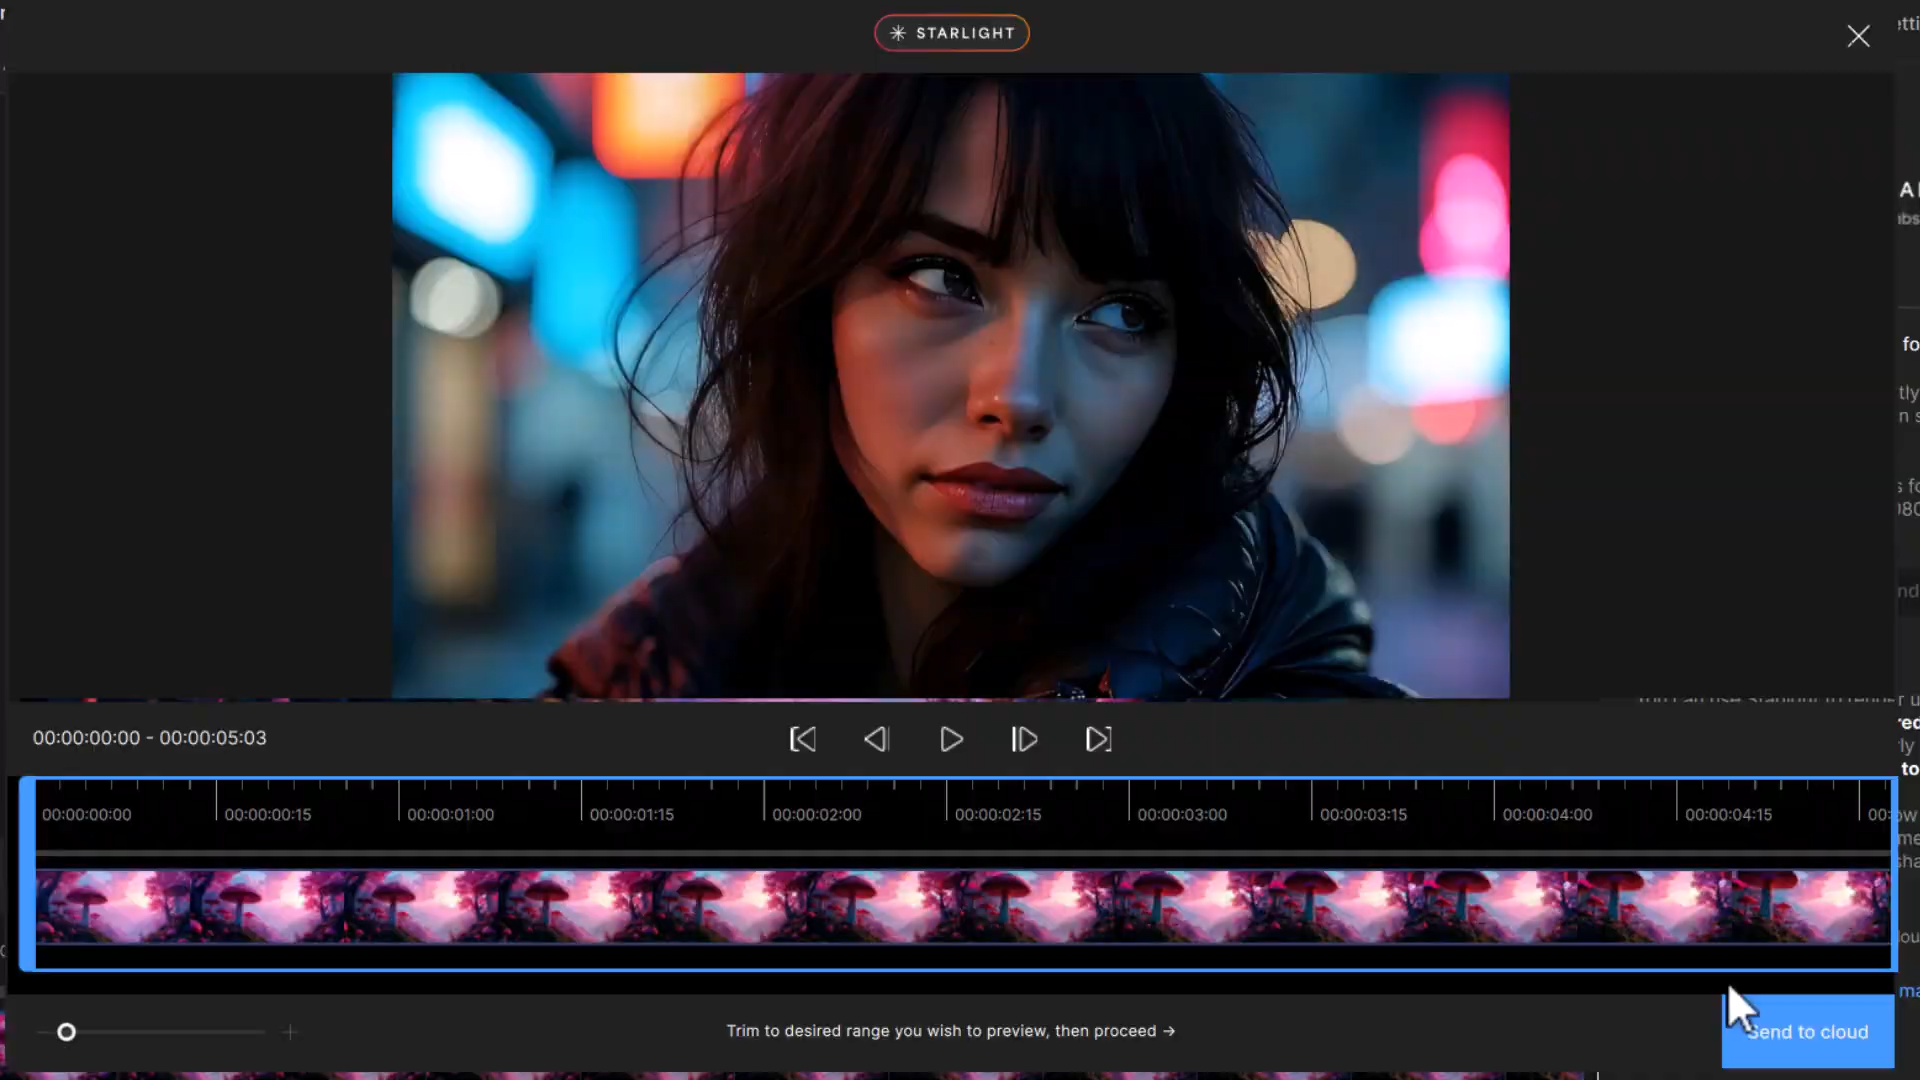 STARLIGHT
00:00:00:00 - 00:00:05:03
00:00:00:00 00:00:00:15 00:00:01:00 00:00:01:15 00:00:02:00 00:00:02:15 00:00:03:00 00:00:03:15 00:00:04:00 00:00:04:15 00:
Trim to desired range you wish to preview, then proceed →
Send to cloud